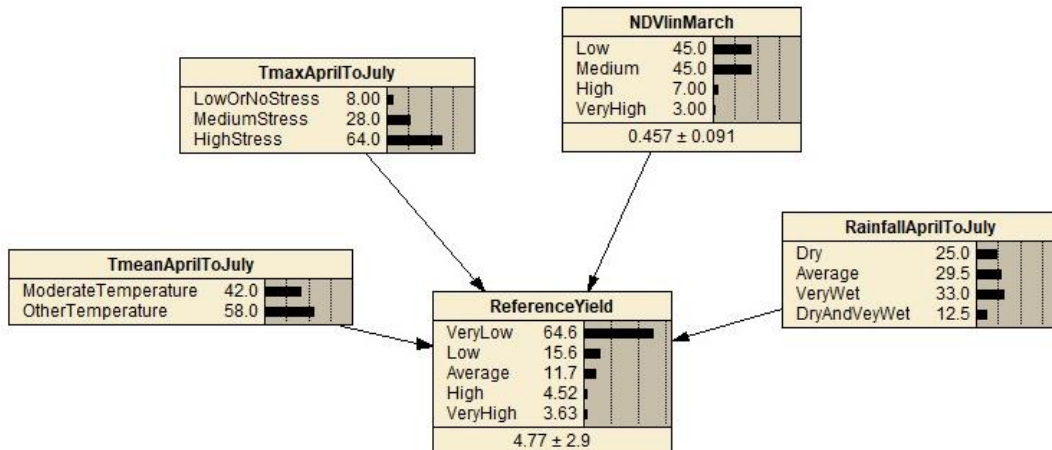 NDVIinMarch
Low 45.0
Medium 45.0
High 7.00
VeryHigh 3.00
0.457 ± 0.091
TmaxAprilToJuly
LowOrNoStress 8.00
MediumStress 28.0
HighStress 64.0
RainfallAprilToJuly
Dry 25.0
Average 29.5
VeryWet 33.0
DryAndVeyWet 12.5
TmeanAprilToJuly
ModerateTemperature 42.0
OtherTemperature 58.0
ReferenceYield
VeryLow 64.6
Low 15.6
Average 11.7
High 4.52
VeryHigh 3.63
4.77 ± 2.9